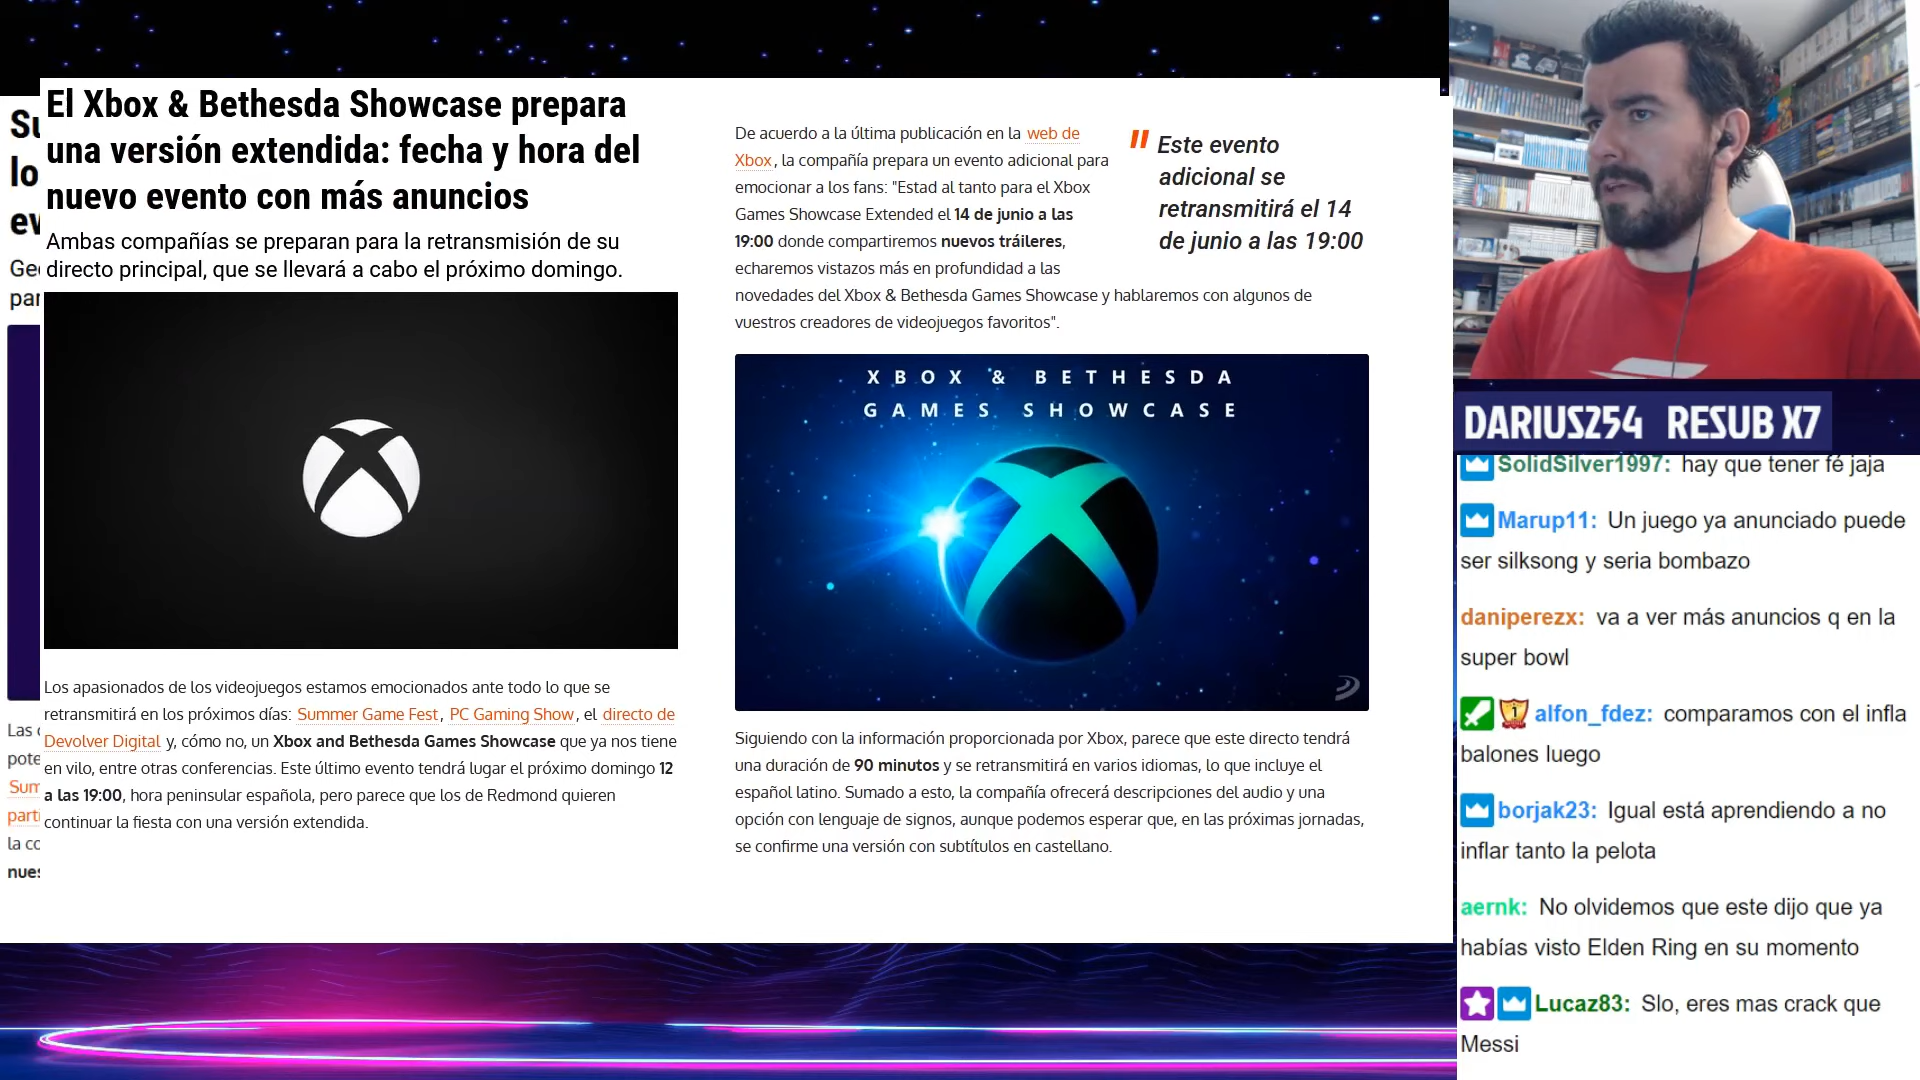 El Xbox & Bethesda Showcase prepara
una versión extendida: fecha y hora del
nuevo evento con más anuncios
Ambas compañías se preparan para la retransmisión de su
directo principal, que se llevará a cabo el próximo domingo.
Los apasionados de los videojuegos estamos emocionados ante todo lo que se
retransmitirá en los próximos días: Summer Game Fest, PC Gaming Show, el directo de
Devolver Digital y, cómo no, un Xbox and Bethesda Games Showcase que ya nos tiene
en vilo, entre otras conferencias. Este último evento tendrá lugar el próximo domingo 12
a las 19:00, hora peninsular española, pero parece que los de Redmond quieren
continuar la fiesta con una versión extendida.
De acuerdo a la última publicación en la web de
Xbox, la compañía prepara un evento adicional para
emocionar a los fans: "Estad al tanto para el Xbox
Games Showcase Extended el 14 de junio a las
19:00 donde compartiremos nuevos tráileres,
echaremos vistazos más en profundidad a las
novedades del Xbox & Bethesda Games Showcase y hablaremos con algunos de
vuestros creadores de videojuegos favoritos".
" Este evento
adicional se
retransmitirá el 14
de junio a las 19:00
XBOX & BETHESDA
GAMES SHOWCASE
Siguiendo con la información proporcionada por Xbox, parece que este directo tendrá
una duración de 90 minutos y se retransmitirá en varios idiomas, lo que incluye el
español latino. Sumado a esto, la compañía ofrecerá descripciones del audio y una
opción con lenguaje de signos, aunque podemos esperar que, en las próximas jornadas,
se confirme una versión con subtítulos en castellano.
Su
lo
ev
Ge
par
Las
pote
Sum
parti
la co
nues
DARIUS254 RESUB X7
SolidSilver1997: hay que tener fé jaja
Marup11: Un juego ya anunciado puede
ser silksong y seria bombazo
daniperezx: va a ver más anuncios q en la
super bowl
alfon_fdez: comparamos con el infla
balones luego
borjak23: Igual está aprendiendo a no
inflar tanto la pelota
aernk: No olvidemos que este dijo que ya
habías visto Elden Ring en su momento
Lucaz83: Slo, eres mas crack que
Messi